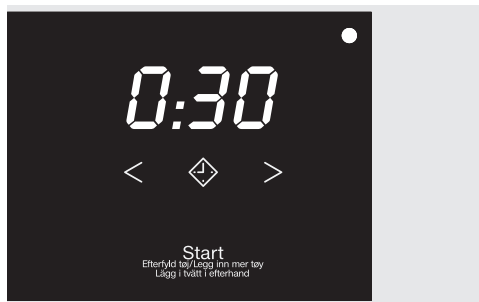 0:30
Start
Efterfyld tøj/Legg inn mer tøy
Lägg i tvätt i efterhand